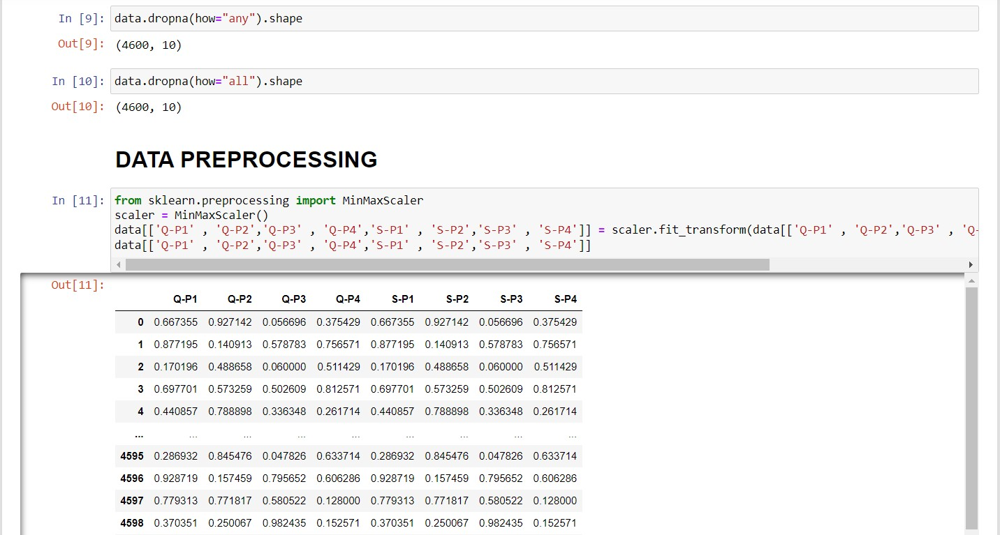 In [9]: data.dropna(how="any").shape
Out[9]: (4600, 10)
In [10]: data.dropna(how="all").shape
Out[10]: (4600, 10)
DATA PREPROCESSING
In [11]: from sklearn.preprocessing import MinMaxScaler
scaler = MinMaxScaler()
data[['Q-P1' , 'Q-P2','Q-P3' , 'Q-P4','S-P1' , 'S-P2','S-P3' , 'S-P4']] = scaler.fit_transform(data[['Q-P1' , 'Q-P2','Q-P3' , 'Q-
data[['Q-P1' , 'Q-P2','Q-P3' , 'Q-P4','S-P1' , 'S-P2','S-P3' , 'S-P4']]
Out[11]:
Q-P1 Q-P2 Q-P3 Q-P4 S-P1 S-P2 S-P3 S-P4
0 0.667355 0.927142 0.056696 0.375429 0.667355 0.927142 0.056696 0.375429
1 0.877195 0.140913 0.578783 0.756571 0.877195 0.140913 0.578783 0.756571
2 0.170196 0.488658 0.060000 0.511429 0.170196 0.488658 0.060000 0.511429
3 0.697701 0.573259 0.502609 0.812571 0.697701 0.573259 0.502609 0.812571
4 0.440857 0.788898 0.336348 0.261714 0.440857 0.788898 0.336348 0.261714
... ... ... ... ... ... ... ... ...
4595 0.286932 0.845476 0.047826 0.633714 0.286932 0.845476 0.047826 0.633714
4596 0.928719 0.157459 0.795652 0.606286 0.928719 0.157459 0.795652 0.606286
4597 0.779313 0.771817 0.580522 0.128000 0.779313 0.771817 0.580522 0.128000
4598 0.370351 0.250067 0.982435 0.152571 0.370351 0.250067 0.982435 0.152571